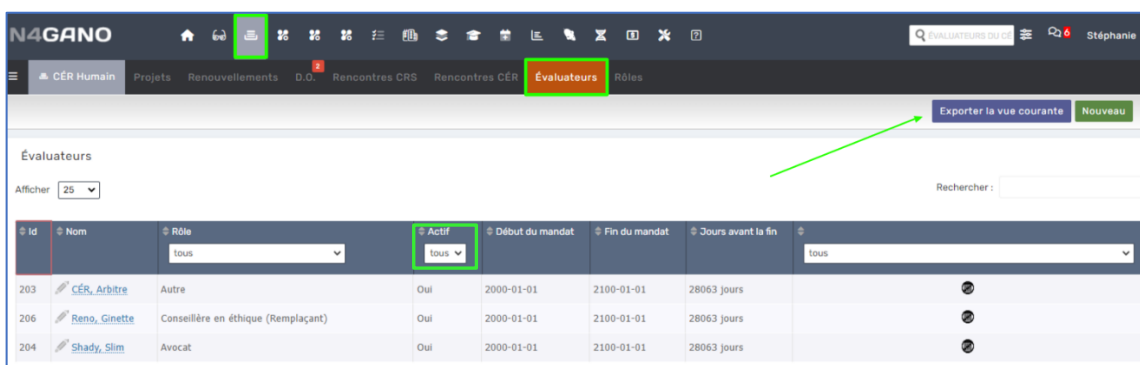 N4GANO EVALUATEURS DU CÉ 6 Stéphanie
CÉR Humain Projets Renouvellements D.O. 2 Rencontres CRS Rencontres CÉR Évaluateurs Rôles
Exporter la vue courante Nouveau
Évaluateurs
Afficher 25 Rechercher :
Id Nom Rôle Actif Début du mandat Fin du mandat Jours avant la fin
tous tous tous
203 CÉR, Arbitre Autre Oui 2000-01-01 2100-01-01 28063 jours
206 Reno, Ginette Conseillère en éthique (Remplaçant) Oui 2000-01-01 2100-01-01 28063 jours
204 Shady, Slim Avocat Oui 2000-01-01 2100-01-01 28063 jours